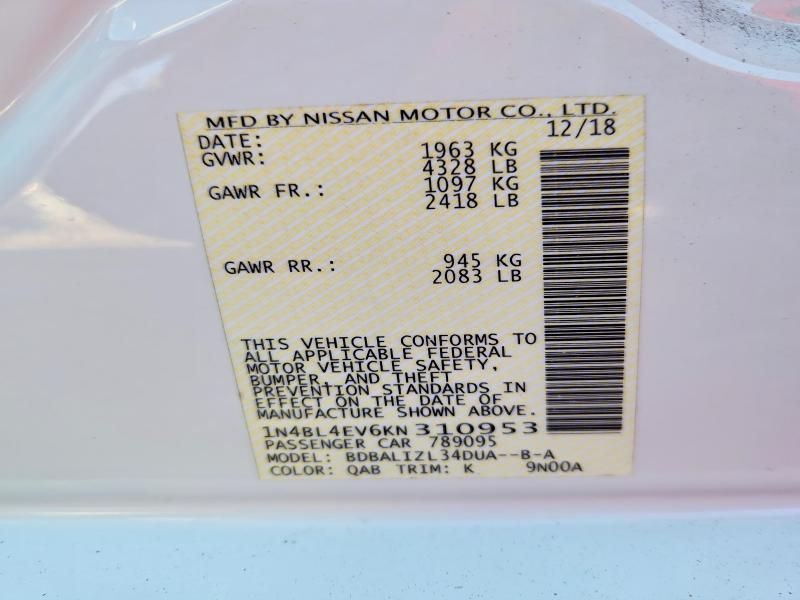 MFD BY NISSAN MOTOR CO., LTD.
DATE: 12/18
GVWR: 1963 KG
4328 LB
GAWR FR.: 1097 KG
2418 LB
GAWR RR.: 945 KG
2083 LB
THIS VEHICLE CONFORMS TO
ALL APPLICABLE FEDERAL
MOTOR VEHICLE SAFETY,
BUMPER, AND THEFT
PREVENTION STANDARDS IN
EFFECT ON THE DATE OF
MANUFACTURE SHOWN ABOVE.
1N4BL4EV6KN 310953
PASSENGER CAR 789095
MODEL: BDBALIZL34DUA--B-A
COLOR: QAB TRIM: K 9N00A